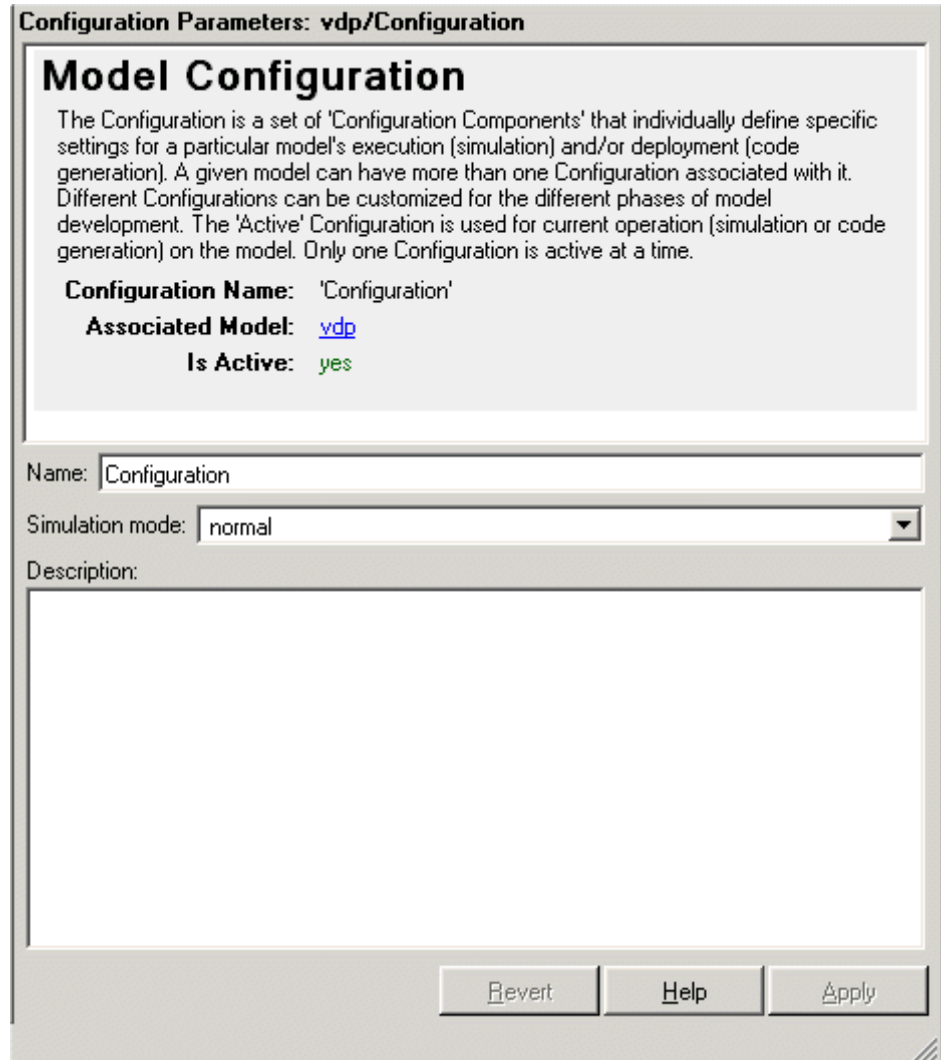 Configuration Parameters: vdp/Configuration
Model Configuration
The Configuration is a set of 'Configuration Components' that individually define specific
settings for a particular model's execution (simulation) and/or deployment (code
generation). A given model can have more than one Configuration associated with it.
Different Configurations can be customized for the different phases of model
development. The 'Active' Configuration is used for current operation (simulation or code
generation) on the model. Only one Configuration is active at a time.
Configuration Name: 'Configuration'
Associated Model: vdp
Is Active: yes
Name: Configuration
Simulation mode: normal
Description:
Revert Help Apply